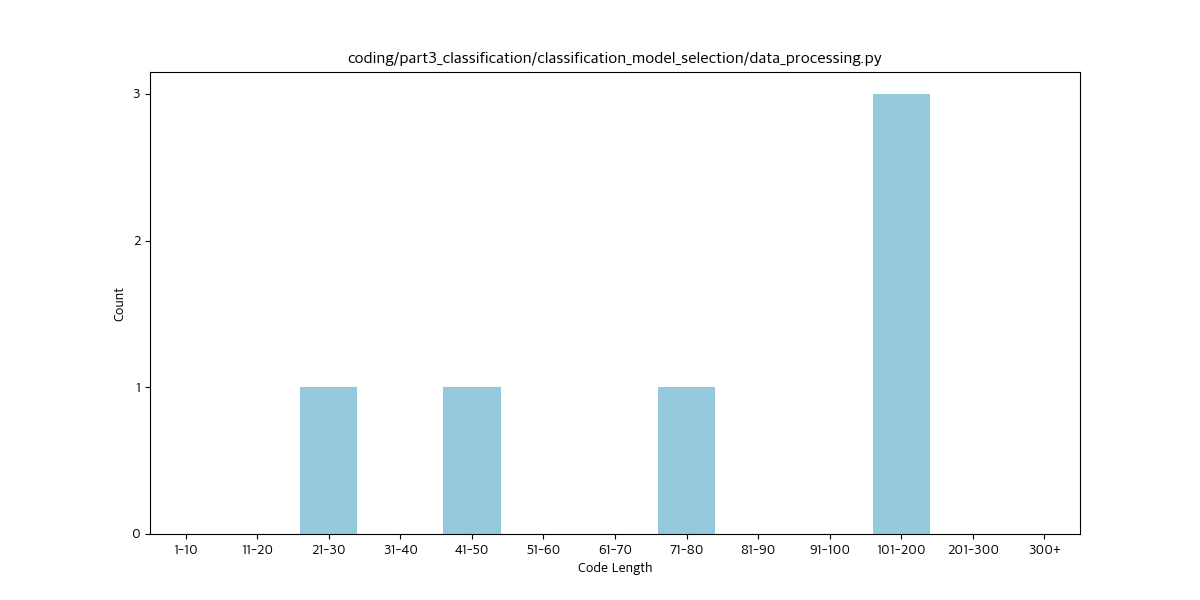 coding/part3_classification/classification_model_selection/data_processing.py
3
2
1
0
Count
1-10 11-20 21-30 31-40 41-50 51-60 61-70 71-80 81-90 91-100 101-200 201-300 300+
Code Length